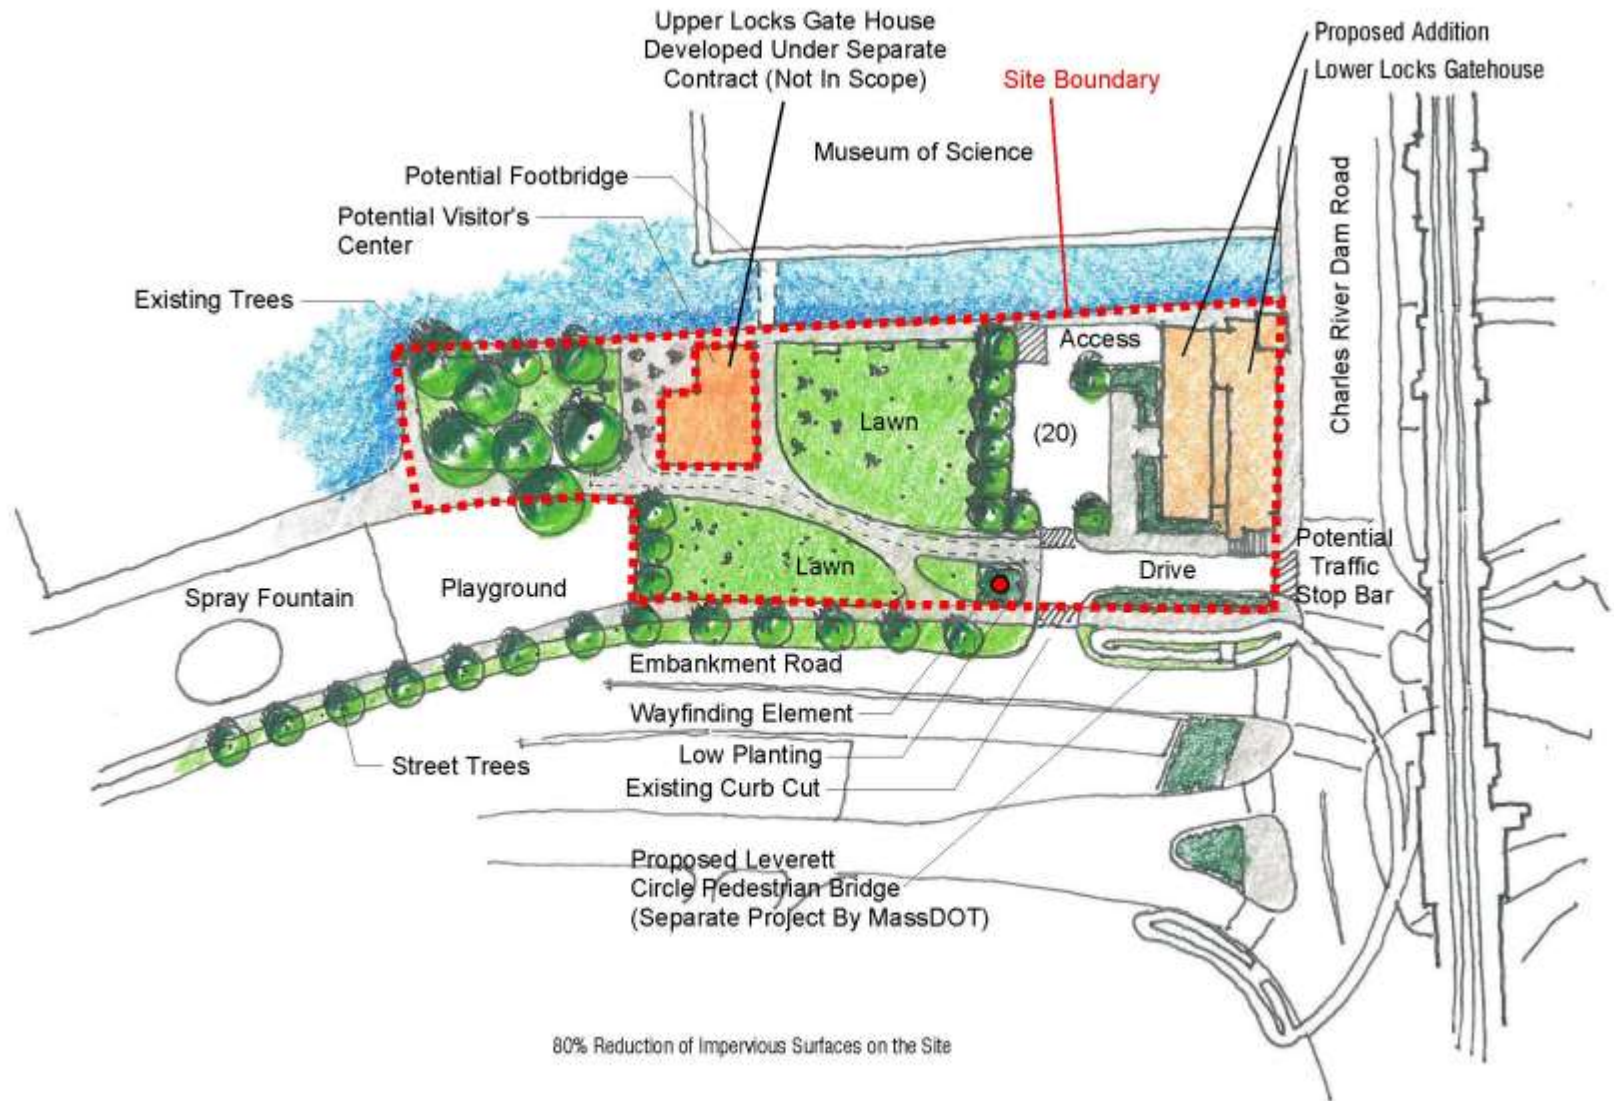 Upper Locks Gate House
Developed Under Separate
Contract (Not In Scope)
Proposed Addition
Lower Locks Gatehouse
Site Boundary
Museum of Science
Potential Footbridge
Potential Visitor's
Center
Existing Trees
Charles River Dam Road
Access
Lawn
(20)
Potential
Traffic
Stop Bar
Drive
Lawn
Playground
Spray Fountain
Embankment Road
Wayfinding Element
Low Planting
Street Trees
Existing Curb Cut
Proposed Leverett
Circle Pedestrian Bridge
(Separate Project By MassDOT)
80% Reduction of Impervious Surfaces on the Site